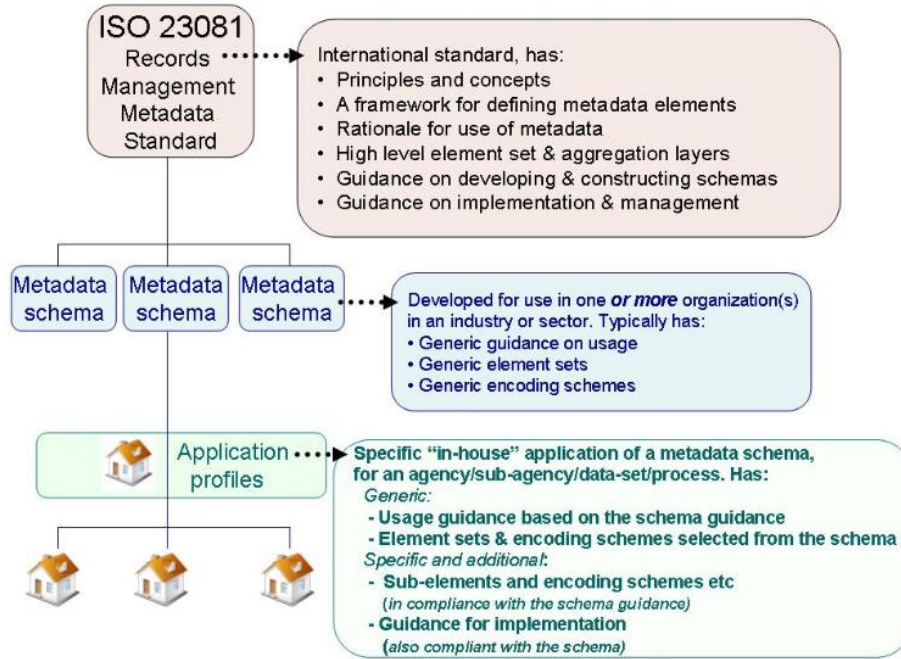 ISO 23081
Records
Management
Metadata
Standard
International standard, has:
• Principles and concepts
• A framework for defining metadata elements
• Rationale for use of metadata
• High level element set & aggregation layers
• Guidance on developing & constructing schemas
• Guidance on implementation & management
Metadata
schema
Metadata
schema
Metadata
schema
Developed for use in one or more organization(s)
in an industry or sector. Typically has:
• Generic guidance on usage
• Generic element sets
• Generic encoding schemes
Application
profiles
Specific “in-house” application of a metadata schema,
for an agency/sub-agency/data-set/process. Has:
Generic:
- Usage guidance based on the schema guidance
- Element sets & encoding schemes selected from the schema
Specific and additional:
- Sub-elements and encoding schemes etc
(in compliance with the schema guidance)
- Guidance for implementation
(also compliant with the schema)